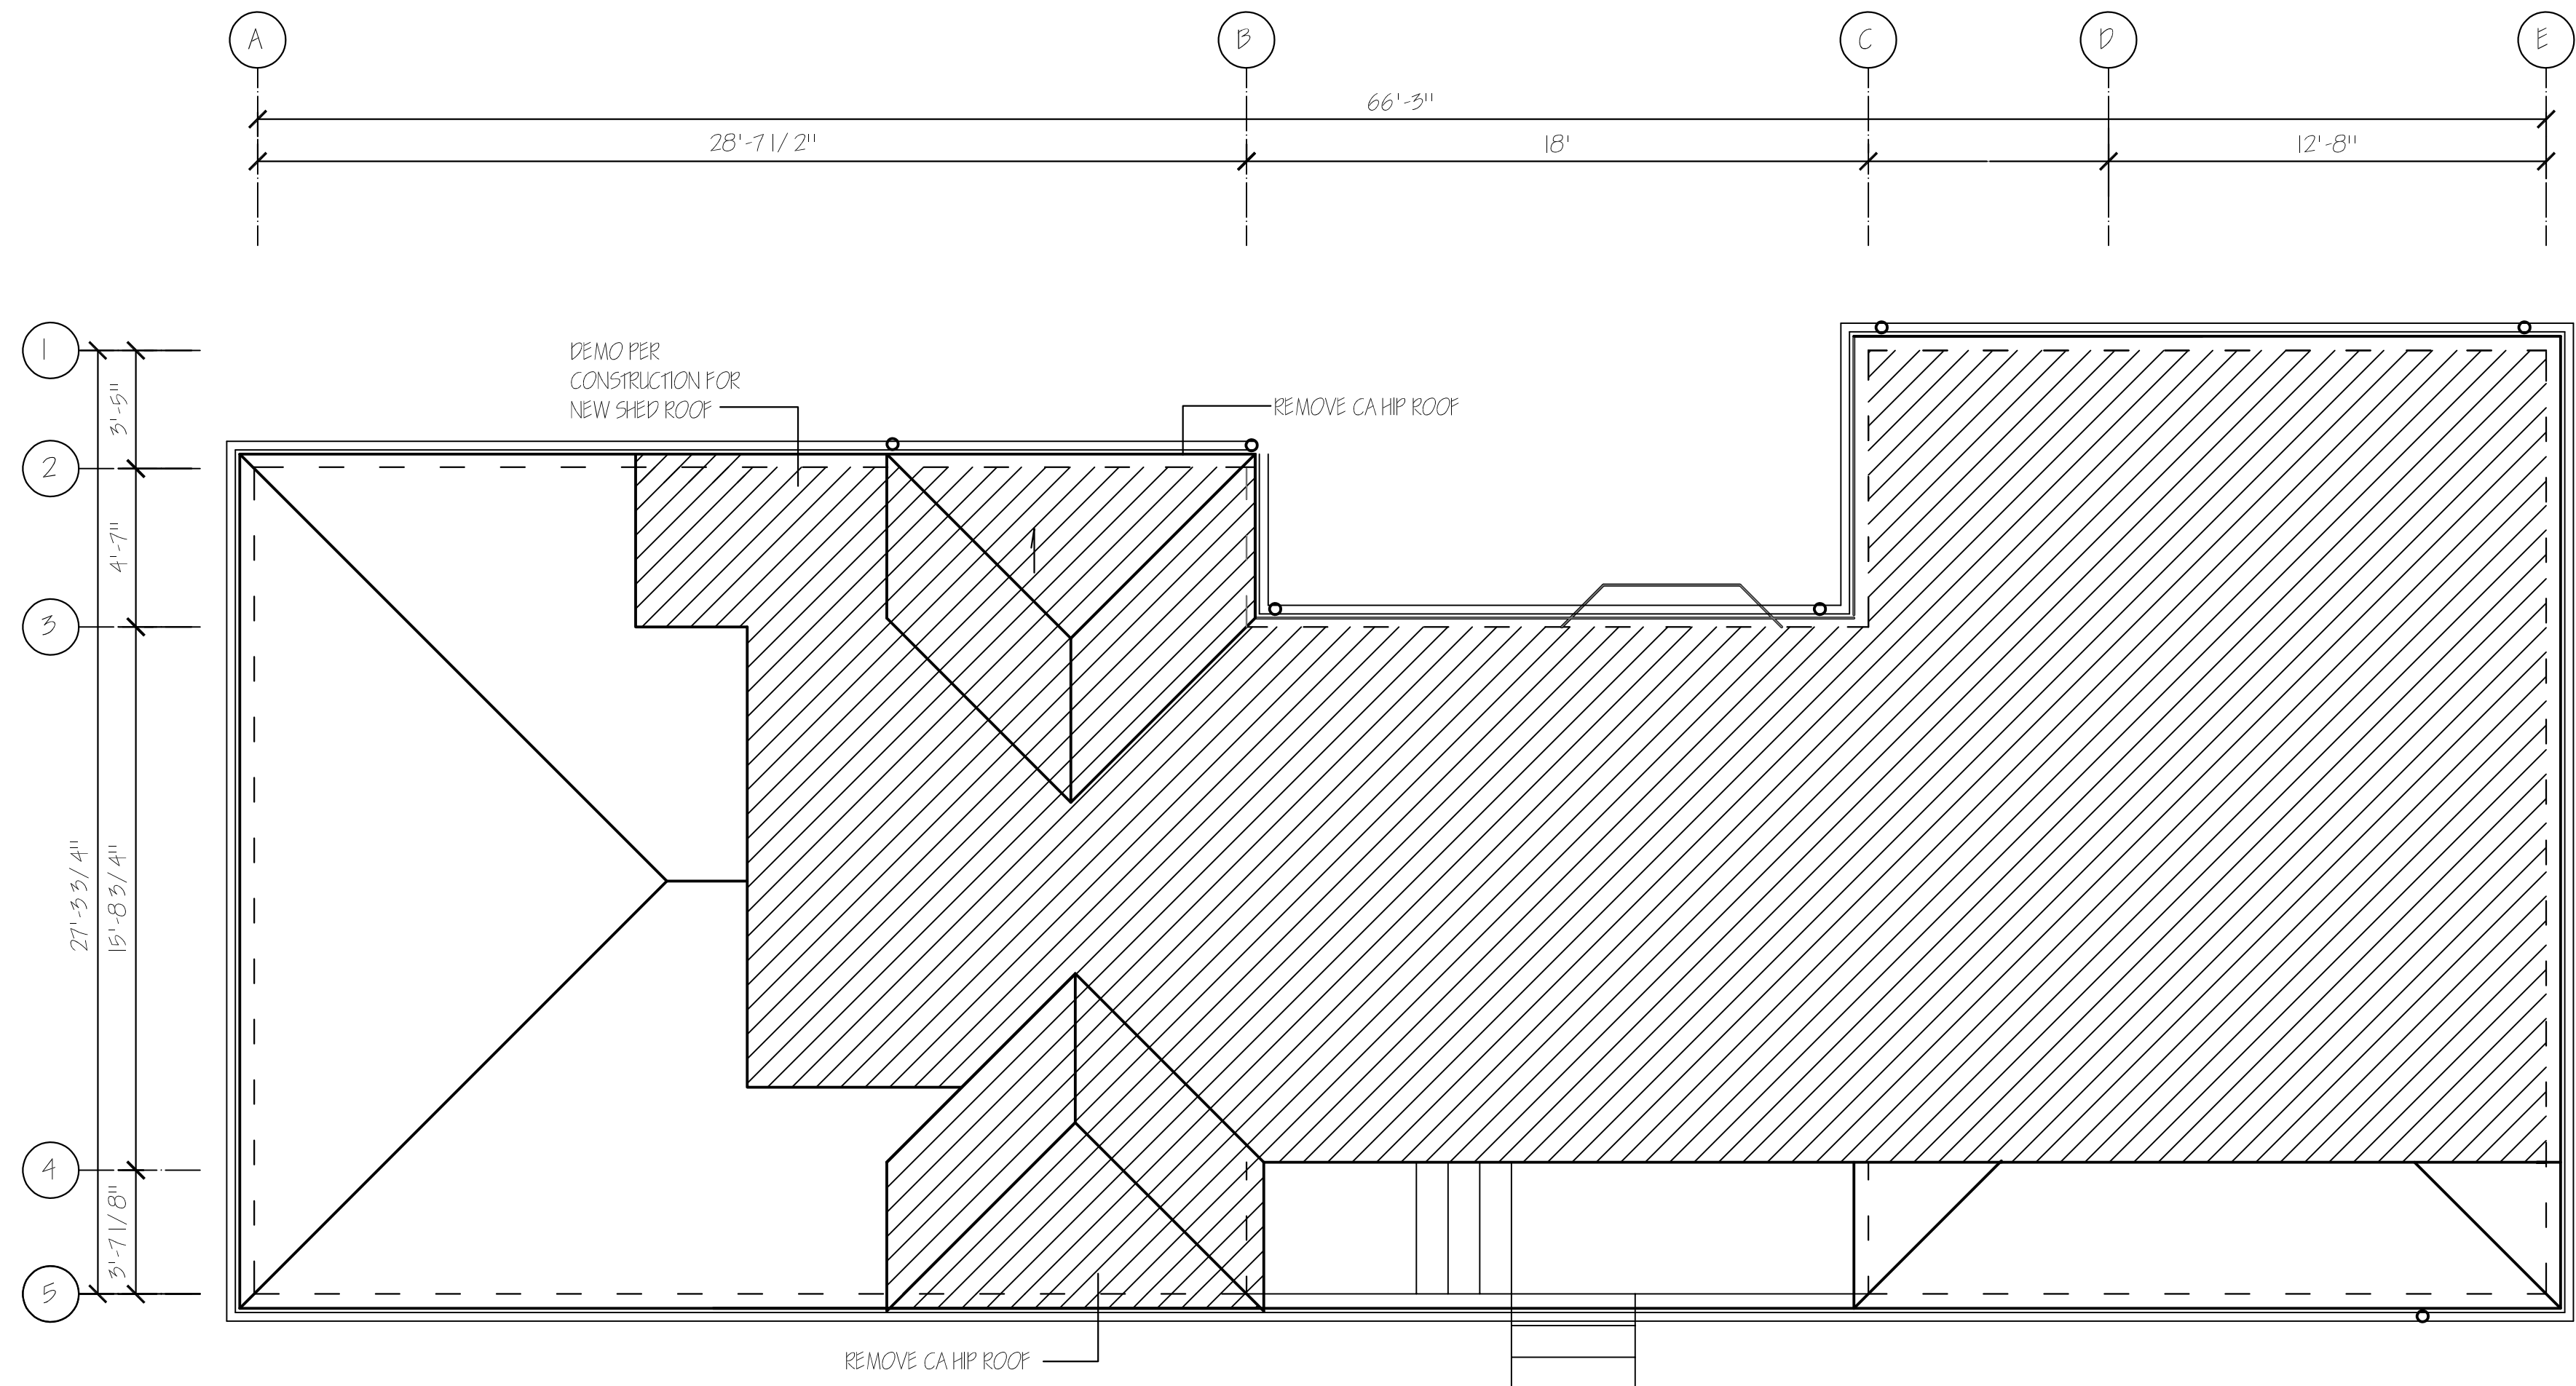 A B C D E
66'-3"
28'-7 1/2" 18' 12'-8"
1
DEMO PER
CONSTRUCTION FOR
NEW SHED ROOF
REMOVE CA HIP ROOF
3'-5"
2
4'-7"
3
27'-3 3/4"
15'-8 3/4"
4
3'-7 1/8"
5
REMOVE CA HIP ROOF